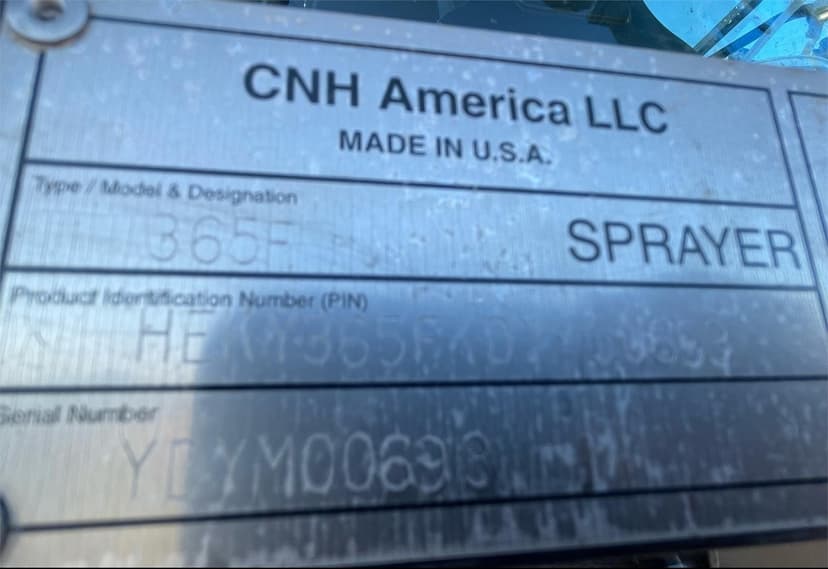 CNH America LLC
MADE IN U.S.A.
Type / Model & Designation
365F SPRAYER
Product Identification Number (PIN)
Serial Number